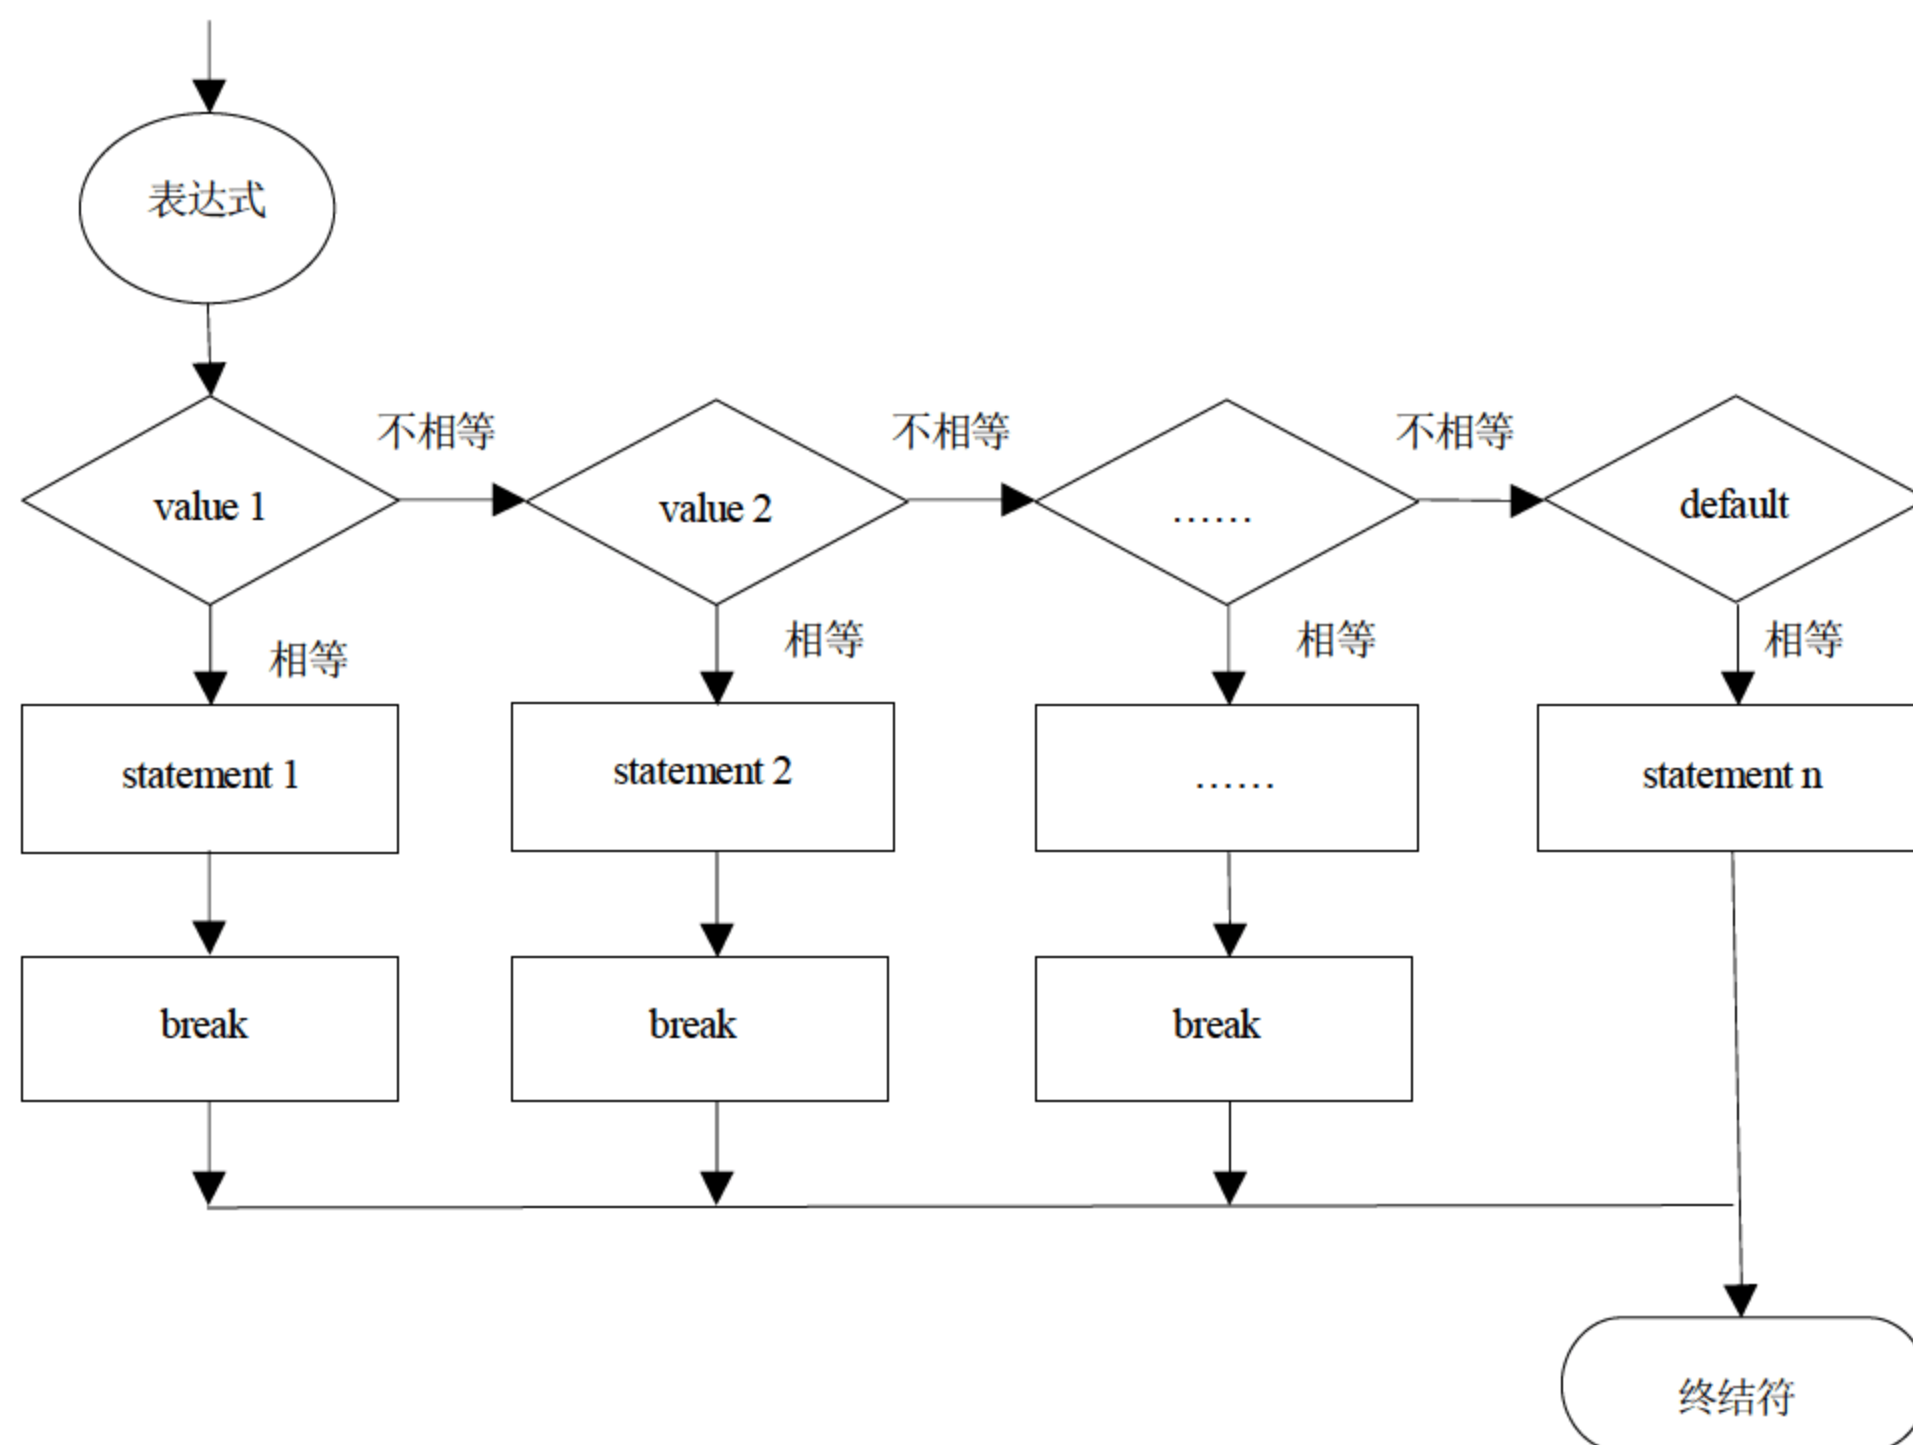 表达式
不相等
不相等
不相等
value 1
value 2
……
default
相等
相等
相等
相等
statement 1
statement 2
……
statement n
break
break
break
终结符